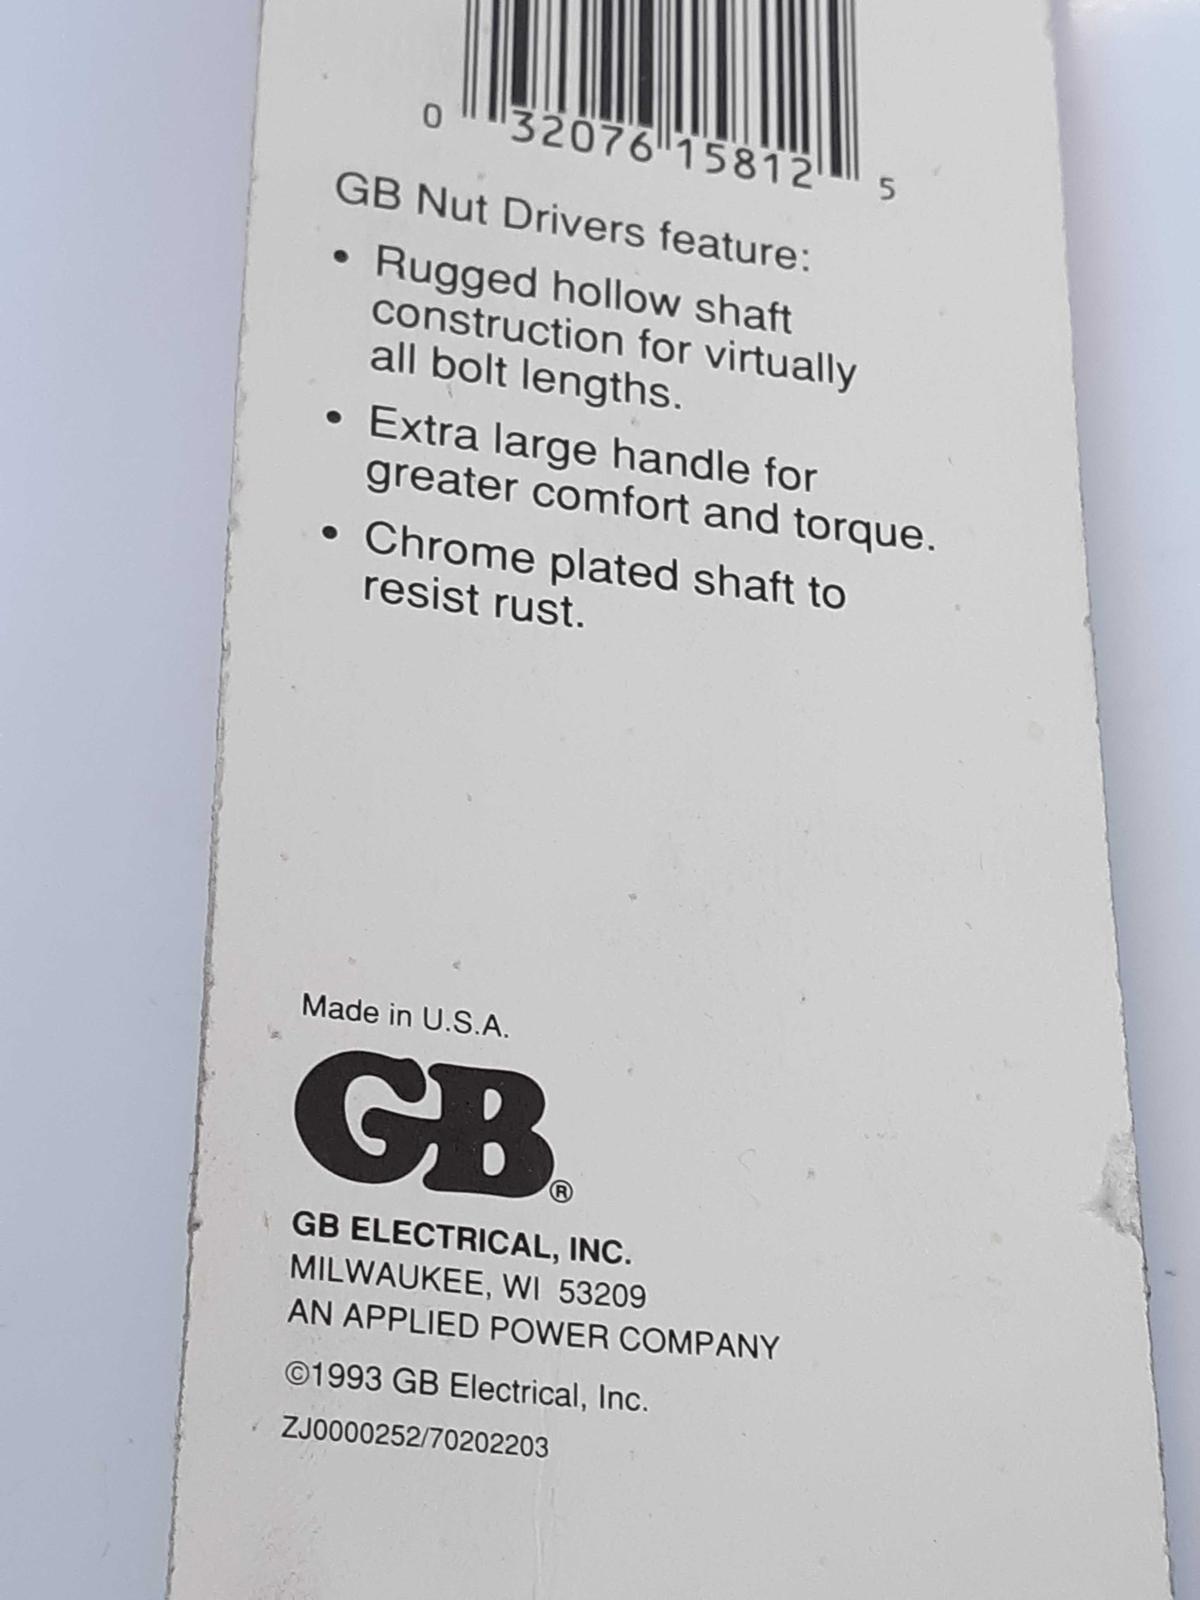 0 32076 15812 5
GB Nut Drivers feature:
• Rugged hollow shaft
construction for virtually
all bolt lengths.
• Extra large handle for
greater comfort and torque.
• Chrome plated shaft to
resist rust.
Made in U.S.A.
GB®
GB ELECTRICAL, INC.
MILWAUKEE, WI 53209
AN APPLIED POWER COMPANY
©1993 GB Electrical, Inc.
ZJ0000252/70202203